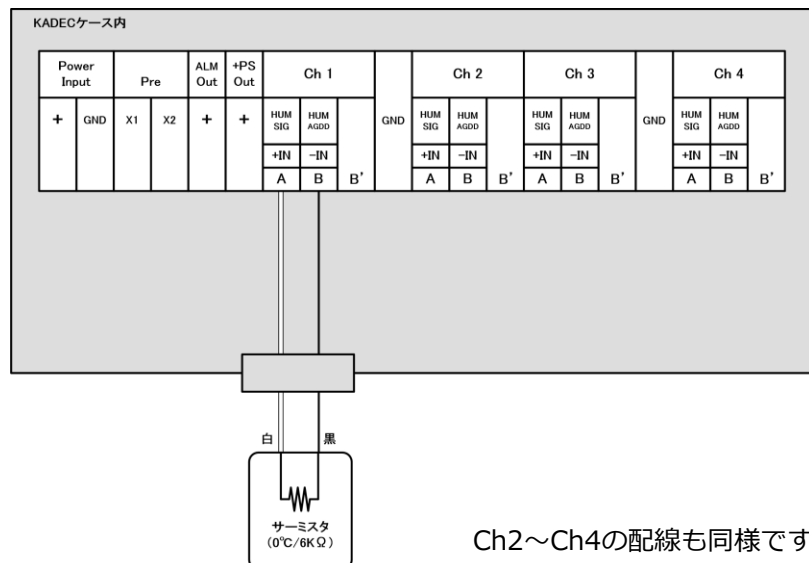 KADECケース内
Power Input Pre ALM Out +PS Out Ch 1 GND Ch 2 Ch 3 GND Ch 4
+ GND X1 X2 + + HUM SIG HUM AGDD HUM SIG HUM AGDD HUM SIG HUM AGDD HUM SIG HUM AGDD
+IN -IN +IN -IN +IN -IN +IN -IN
A B B' A B B' A B B' A B B'
白 黒
サーミスタ
(0℃/6KΩ)
Ch2～Ch4の配線も同様です